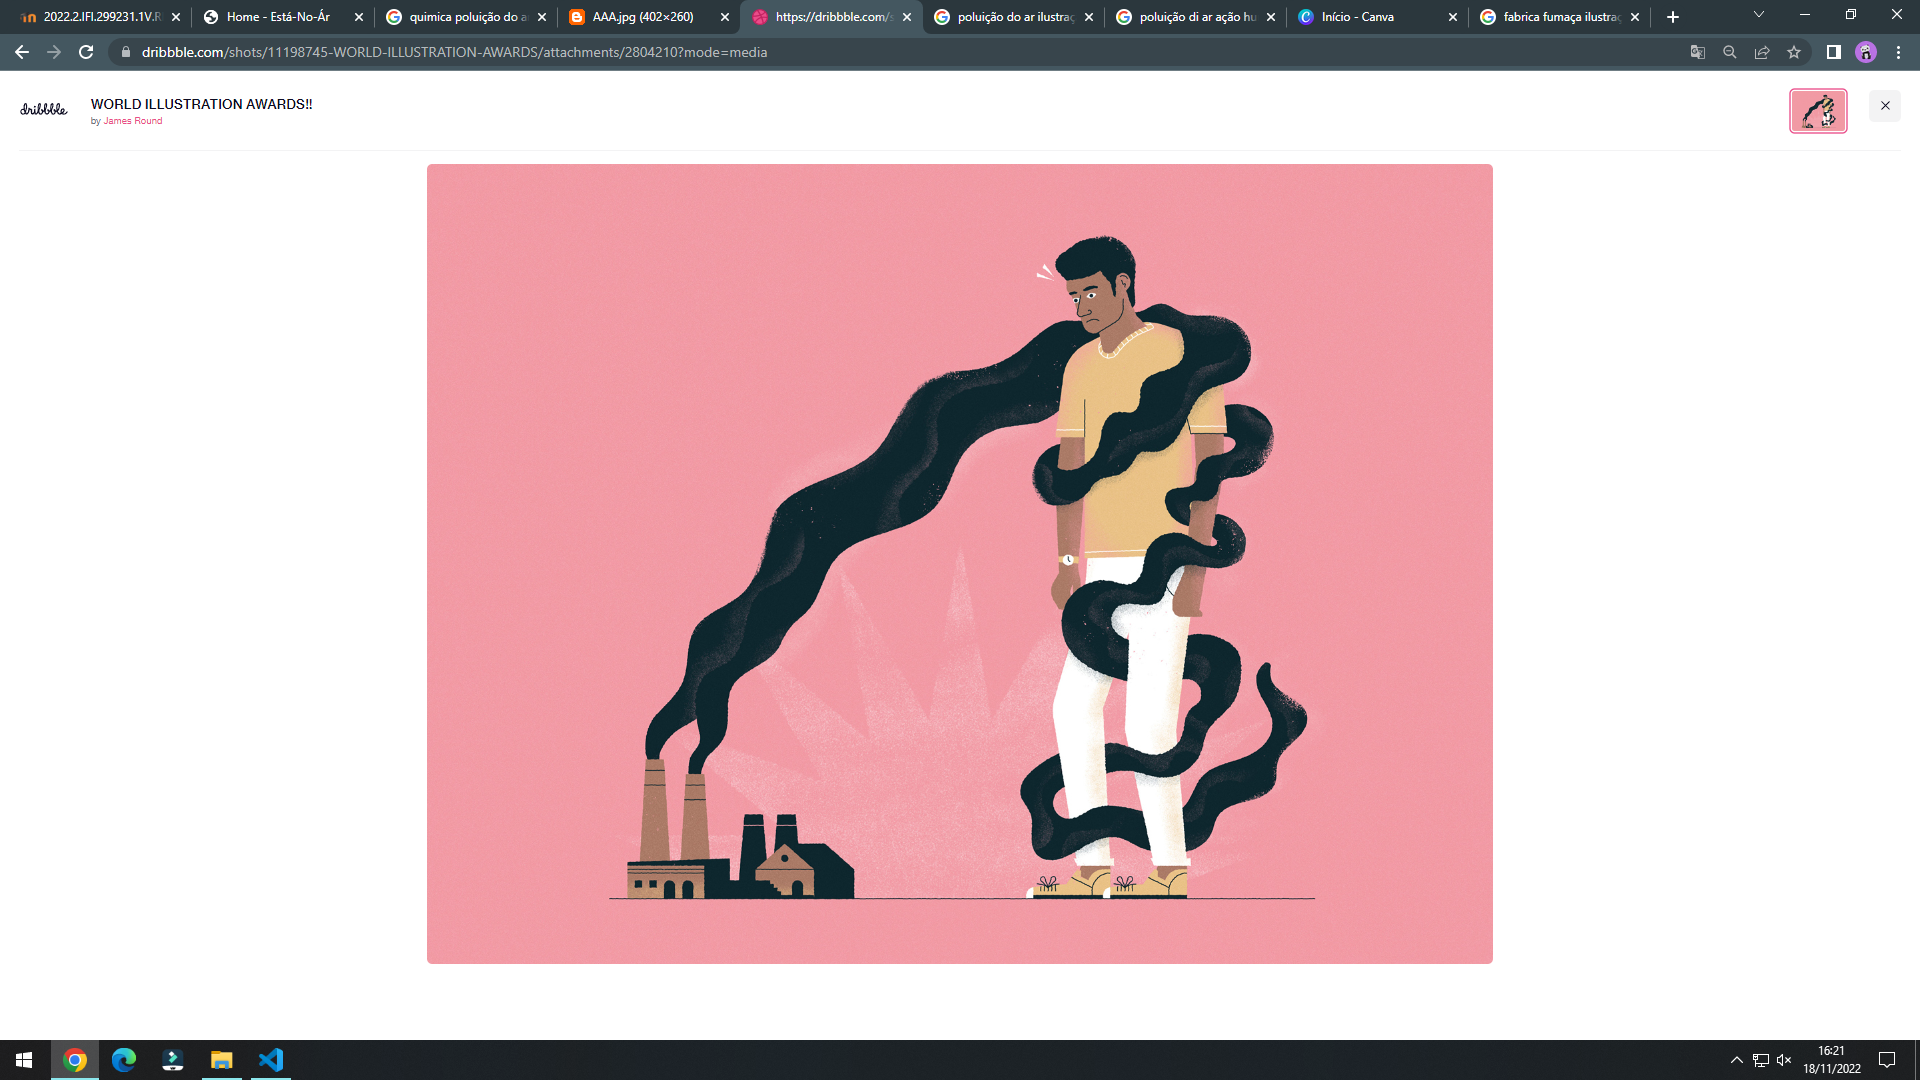 2022.2.IFI.299231.1V.R
Home - Está-No-Ár
quimica poluição do a
AAA.jpg (402×260)
https://dribbble.com/s
poluição do ar ilustraç
poluição di ar ação hu
Início - Canva
fabrica fumaça ilustraç
dribbble.com/shots/11198745-WORLD-ILLUSTRATION-AWARDS/attachments/2804210?mode=media
dribbble
WORLD ILLUSTRATION AWARDS!!
by James Round
16:21
18/11/2022